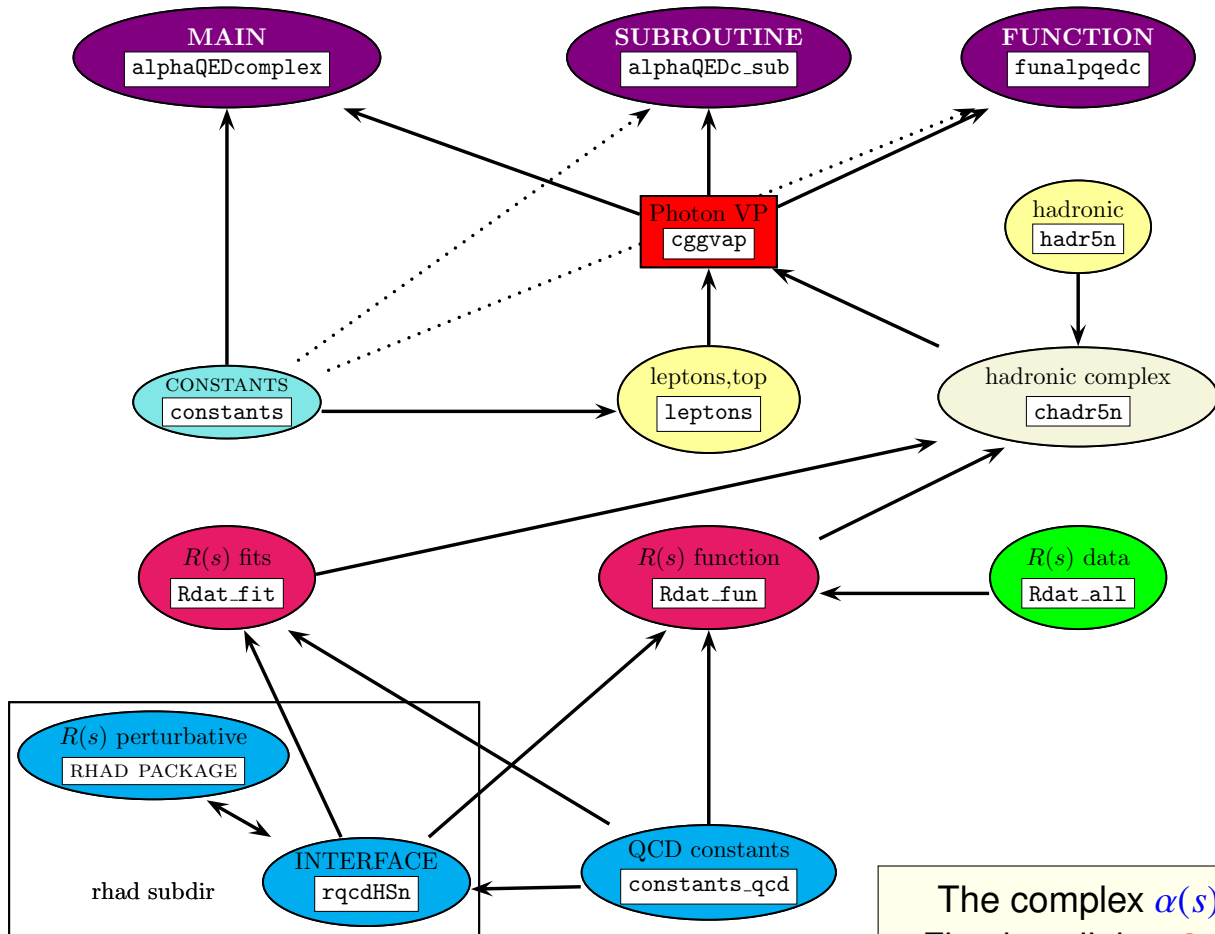 MAIN
alphaQEDcomplex
SUBROUTINE
alphaQEDc_sub
FUNCTION
funalpqedc
Photon VP
cggvap
hadronic
hadr5n
CONSTANTS
constants
leptons,top
leptons
hadronic complex
chadr5n
R(s) fits
Rdat_fit
R(s) function
Rdat_fun
R(s) data
Rdat_all
R(s) perturbative
RHAD PACKAGE
INTERFACE
rqcdHSn
QCD constants
constants_qcd
rhad subdir
The complex α(s)